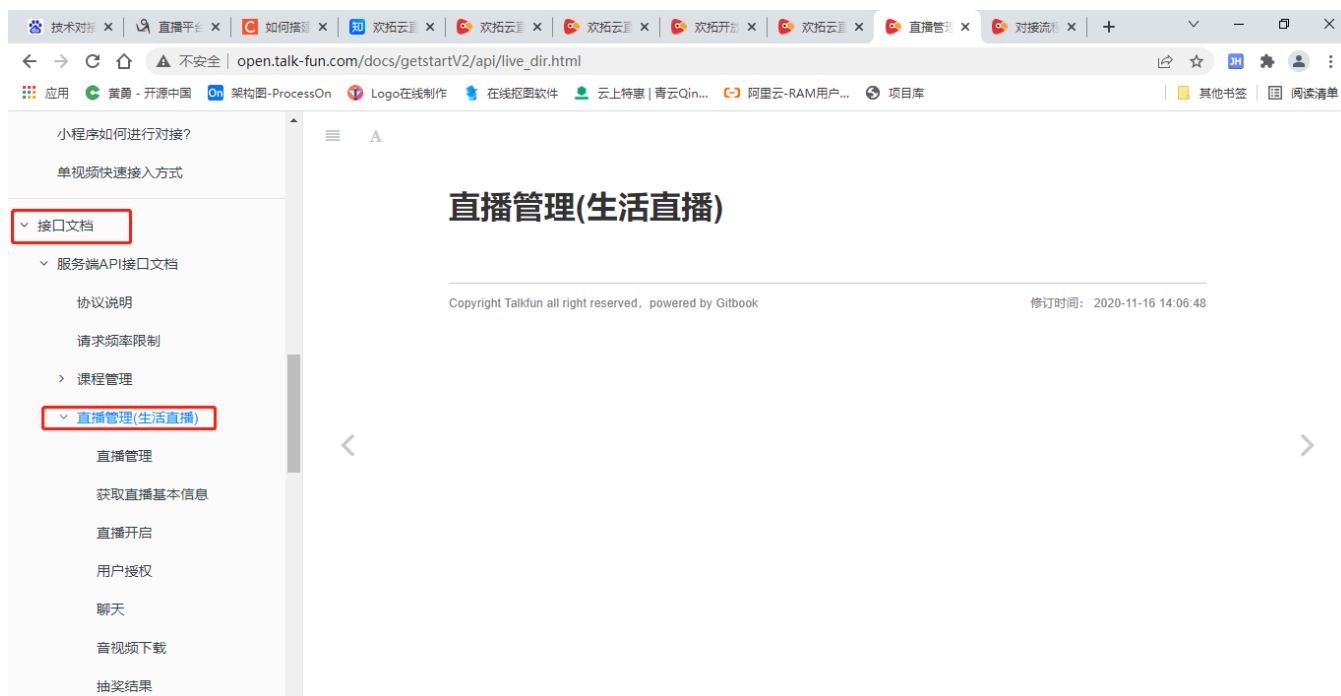 技术对接
直播平台
如何搭建
欢拓云直
欢拓云直
欢拓云直
欢拓开放
欢拓云直
直播管理
对接流程
不安全 open.talk-fun.com/docs/getstartV2/api/live_dir.html
应用 黄勇 - 开源中国 架构图-ProcessOn Logo在线制作 在线抠图软件 云上特惠 | 青云Qin... 阿里云-RAM用户... 项目库 其他书签 阅读清单
小程序如何进行对接?
单视频快速接入方式
接口文档
服务端API接口文档
协议说明
请求频率限制
课程管理
直播管理(生活直播)
直播管理
获取直播基本信息
直播开启
用户授权
聊天
音视频下载
抽奖结果
A
直播管理(生活直播)
Copyright Talkfun all right reserved，powered by Gitbook 修订时间： 2020-11-16 14:06:48